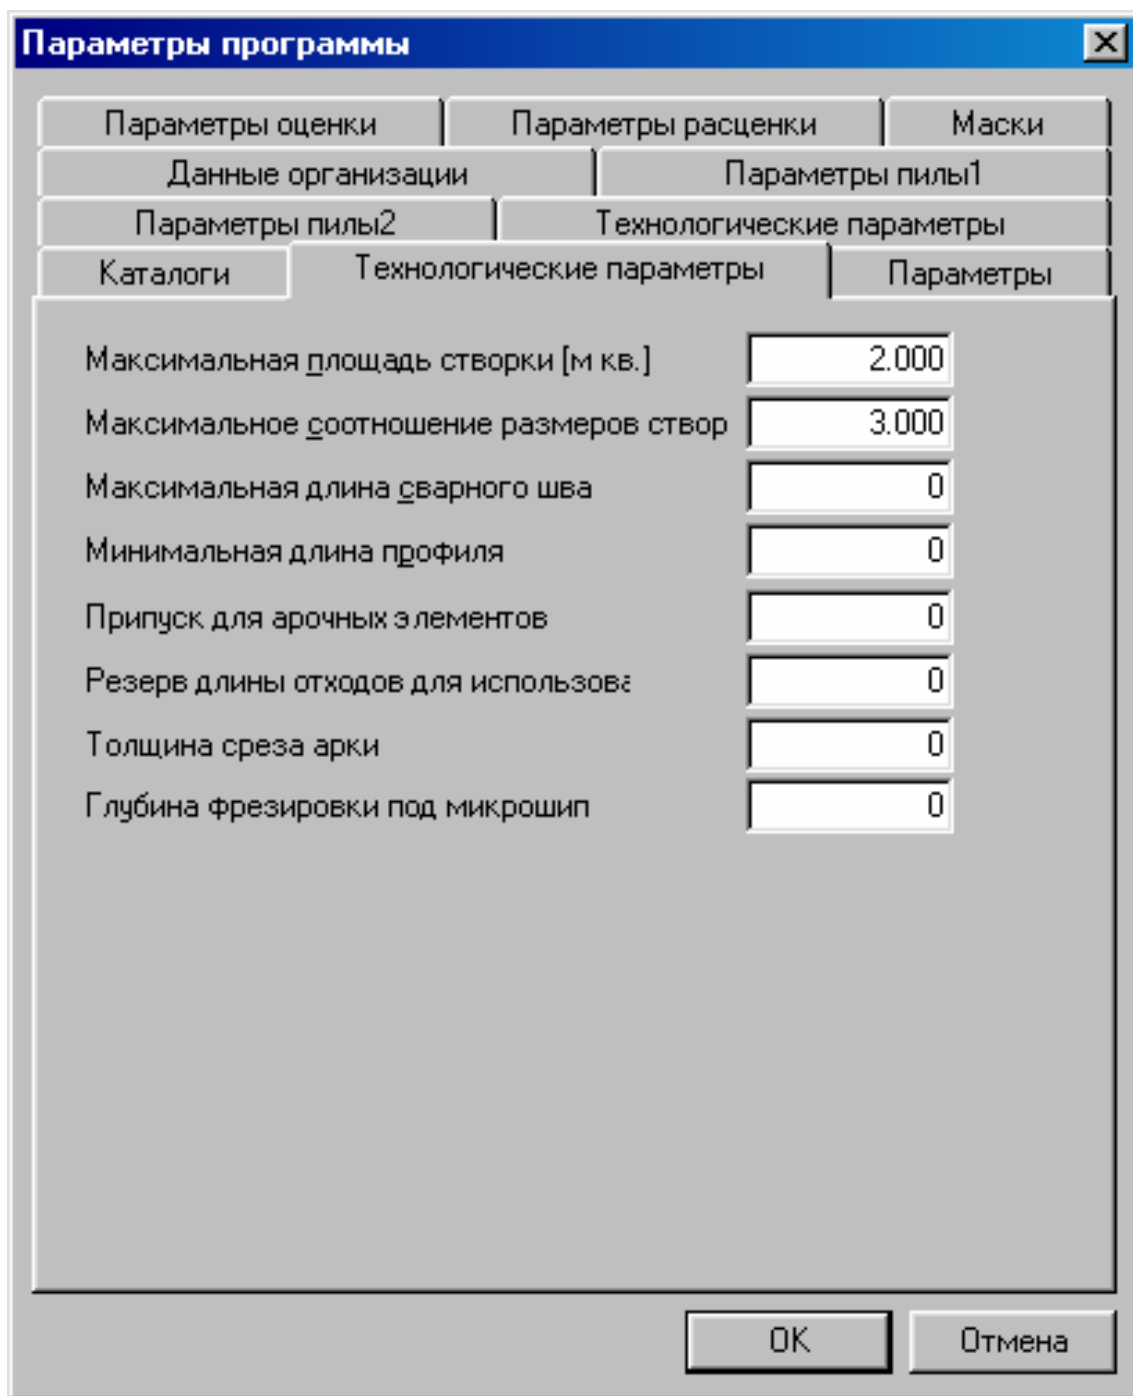 Параметры программы
Параметры оценки Параметры расценки Маски
Данные организации Параметры пилы1
Параметры пилы2 Технологические параметры
Каталоги Технологические параметры Параметры
Максимальная площадь створки [м кв.] 2.000
Максимальное соотношение размеров створ 3.000
Максимальная длина сварного шва 0
Минимальная длина профиля 0
Припуск для арочных элементов 0
Резерв длины отходов для использова 0
Толщина среза арки 0
Глубина фрезировки под микрошип 0
OK Отмена